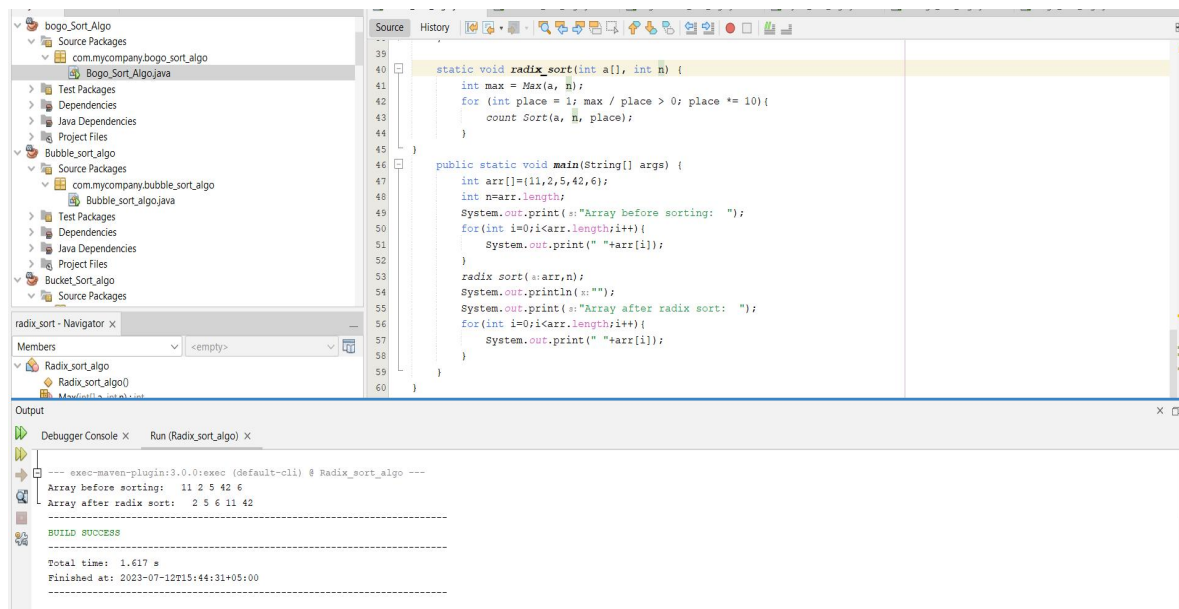 bogo_Sort_Algo
Source Packages
com.mycompany.bogo_sort_algo
Bogo_Sort_Algo.java
Test Packages
Dependencies
Java Dependencies
Project Files
Bubble_sort_algo
Source Packages
com.mycompany.bubble_sort_algo
Bubble_sort_algo.java
Test Packages
Dependencies
Java Dependencies
Project Files
Bucket_Sort_algo
Source Packages
radix_sort - Navigator ×
Members <empty>
Radix_sort_algo
Radix_sort_algo()
Max(int[] a, int n) : int
Source History
39
40 static void radix_sort(int a[], int n) {
41 int max = Max(a, n);
42 for (int place = 1; max / place > 0; place *= 10){
43 count Sort(a, n, place);
44 }
45 }
46 public static void main(String[] args) {
47 int arr[]={11,2,5,42,6};
48 int n=arr.length;
49 System.out.print( s:"Array before sorting:  ");
50 for(int i=0;i<arr.length;i++){
51 System.out.print(" "+arr[i]);
52 }
53 radix sort( a:arr,n);
54 System.out.println( x:"");
55 System.out.print( s:"Array after radix sort:  ");
56 for(int i=0;i<arr.length;i++){
57 System.out.print(" "+arr[i]);
58 }
59 }
60 }
Output
Debugger Console × Run (Radix_sort_algo) ×
--- exec-maven-plugin:3.0.0:exec (default-cli) @ Radix_sort_algo ---
Array before sorting:   11 2 5 42 6
Array after radix sort:   2 5 6 11 42
------------------------------------------------------------------------
BUILD SUCCESS
------------------------------------------------------------------------
Total time:  1.617 s
Finished at: 2023-07-12T15:44:31+05:00
------------------------------------------------------------------------